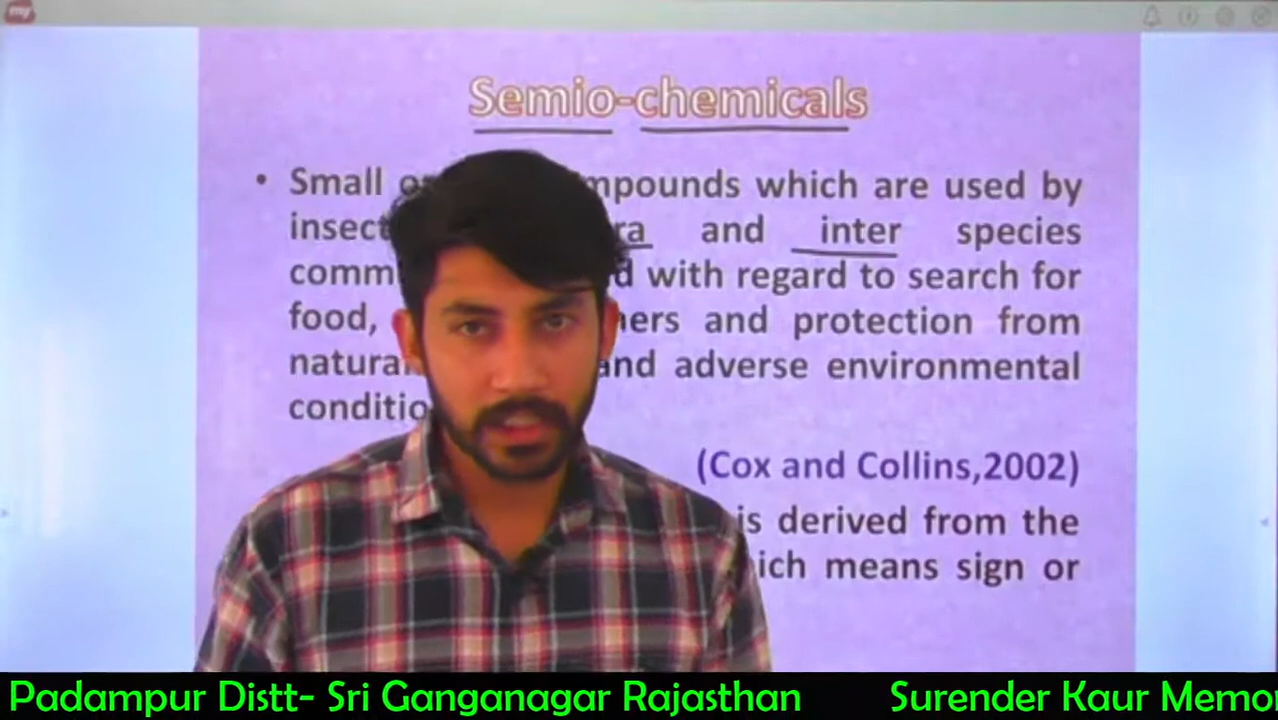 my
Semio-chemicals
• Small mpounds which are used by
insect ra and inter species
comm d with regard to search for
food, ners and protection from
natura and adverse environmental
conditio
(Cox and Collins,2002)
is derived from the
ich means sign or
Padampur Distt- Sri Ganganagar Rajasthan Surender Kaur Memor